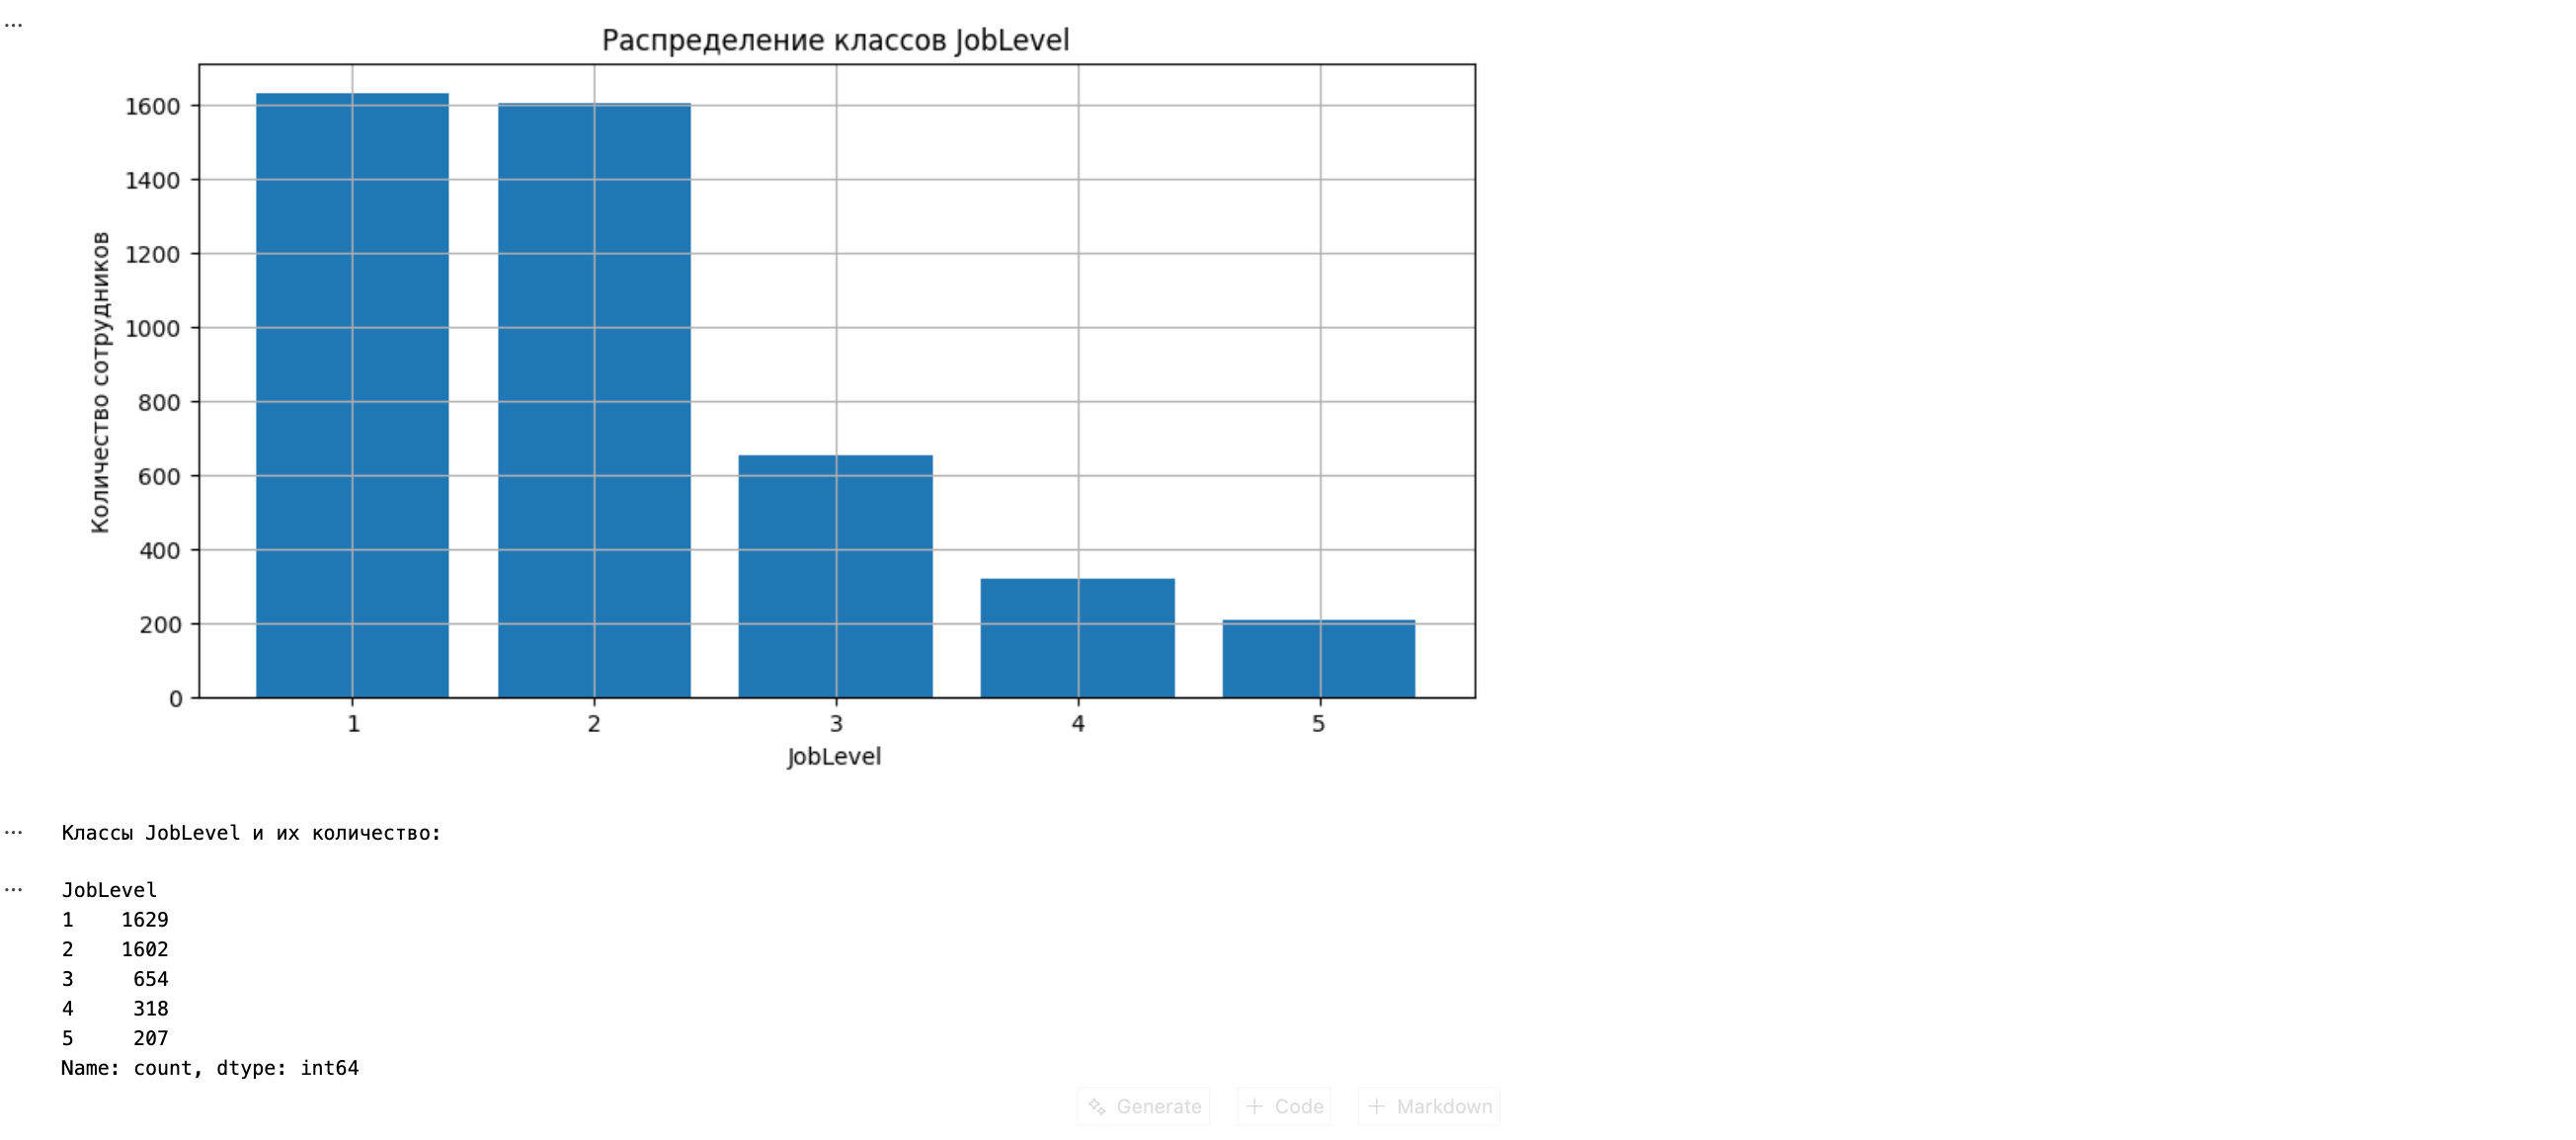 ...
Распределение классов JobLevel
1600
1400
1200
1000
800
600
400
200
0
Количество сотрудников
1 2 3 4 5
JobLevel
... Классы JobLevel и их количество:
... JobLevel
1 1629
2 1602
3 654
4 318
5 207
Name: count, dtype: int64
Generate + Code + Markdown